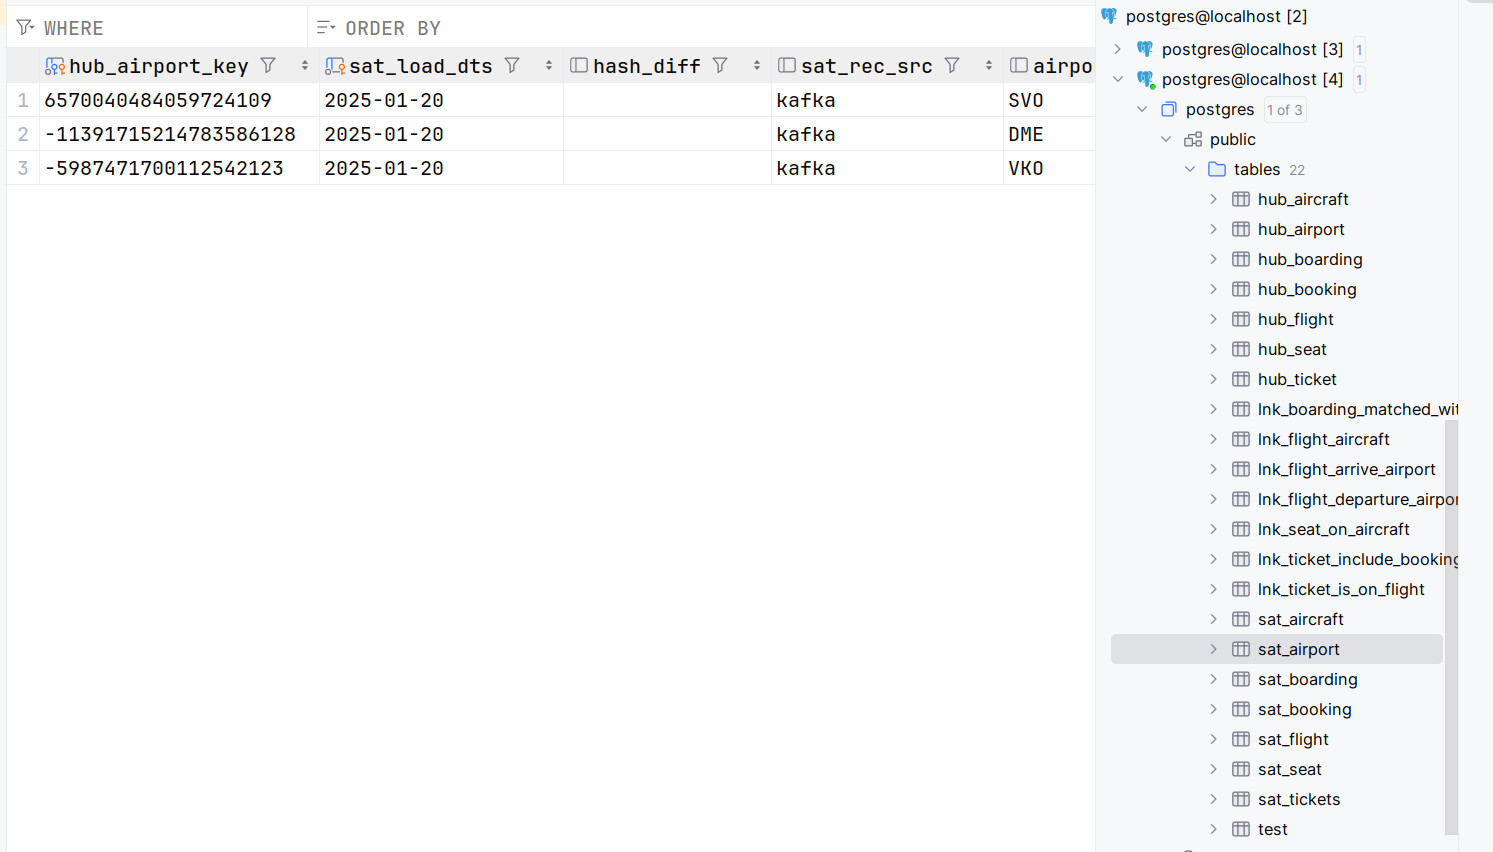 WHERE ORDER BY
hub_airport_key sat_load_dts hash_diff sat_rec_src airpo
1 6570040484059724109 2025-01-20 kafka SVO
2 -1139171521478358​6128 2025-01-20 kafka DME
3 -5987471700112542123 2025-01-20 kafka VKO
postgres@localhost [2]
postgres@localhost [3] 1
postgres@localhost [4] 1
postgres 1 of 3
public
tables 22
hub_aircraft
hub_airport
hub_boarding
hub_booking
hub_flight
hub_seat
hub_ticket
lnk_boarding_matched_wit
lnk_flight_aircraft
lnk_flight_arrive_airport
lnk_flight_departure_airpor
lnk_seat_on_aircraft
lnk_ticket_include_booking
lnk_ticket_is_on_flight
sat_aircraft
sat_airport
sat_boarding
sat_booking
sat_flight
sat_seat
sat_tickets
test